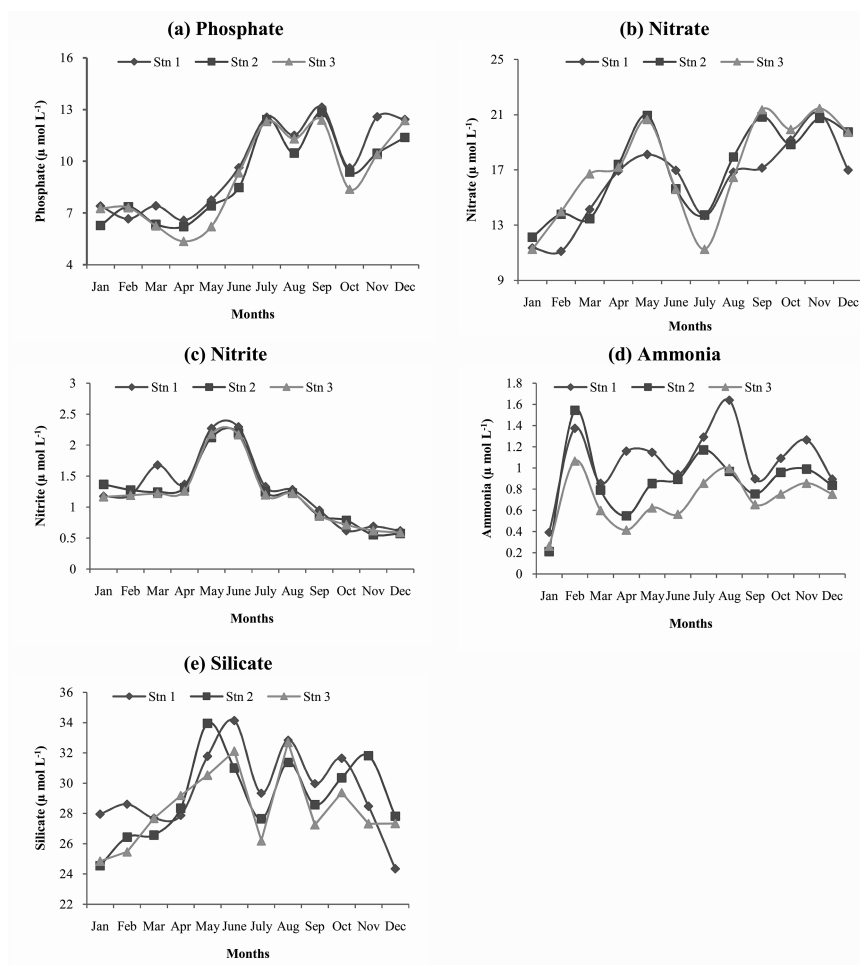 (a) Phosphate
Stn 1 Stn 2 Stn 3
Phosphate (µ mol L-1)
16
13
10
7
4
Jan Feb Mar Apr May June July Aug Sep Oct Nov Dec
Months
(b) Nitrate
Stn 1 Stn 2 Stn 3
Nitrate (µ mol L-1)
25
21
17
13
9
Jan Feb Mar Apr May June July Aug Sep Oct Nov Dec
Months
(c) Nitrite
Stn 1 Stn 2 Stn 3
Nitrite (µ mol L-1)
3
2.5
2
1.5
1
0.5
0
Jan Feb Mar Apr May June July Aug Sep Oct Nov Dec
Months
(d) Ammonia
Stn 1 Stn 2 Stn 3
Ammonia (µ mol L-1)
1.8
1.6
1.4
1.2
1
0.8
0.6
0.4
0.2
0
Jan Feb Mar Apr May Jun July Aug Sep Oct Nov Dec
Months
(e) Silicate
Stn 1 Stn 2 Stn 3
Silicate (µ mol L-1)
36
34
32
30
28
26
24
22
Jan Feb Mar Apr May June July Aug Sep Oct Nov Dec
Months